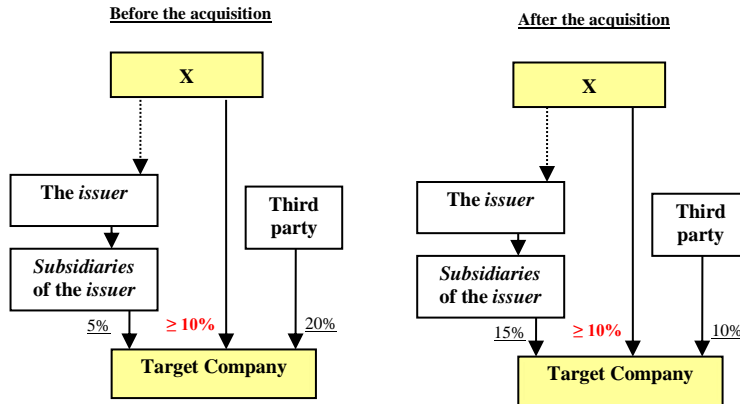 Before the acquisition
X
The issuer
Third
party
Subsidiaries
of the issuer
5%
≥ 10%
20%
Target Company
After the acquisition
X
The issuer
Third
party
Subsidiaries
of the issuer
15%
≥ 10%
10%
Target Company